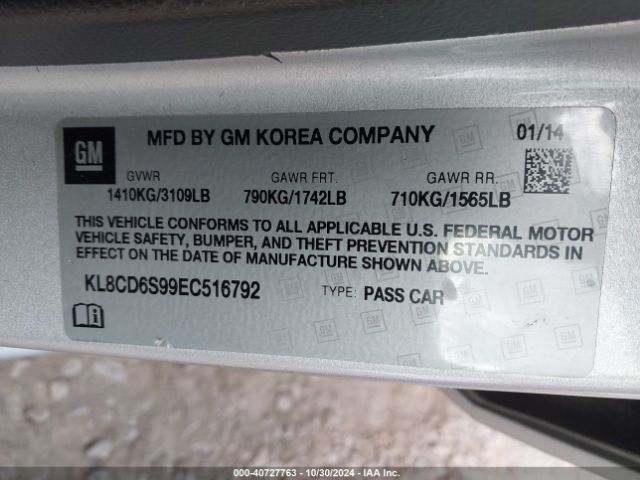 GM MFD BY GM KOREA COMPANY 01/14
GVWR GAWR FRT. GAWR RR.
1410KG/3109LB 790KG/1742LB 710KG/1565LB
THIS VEHICLE CONFORMS TO ALL APPLICABLE U.S. FEDERAL MOTOR
VEHICLE SAFETY, BUMPER, AND THEFT PREVENTION STANDARDS IN
EFFECT ON THE DATE OF MANUFACTURE SHOWN ABOVE.
KL8CD6S99EC516792 TYPE: PASS CAR
000-40727763 | 10/30/2024 | IAA Inc.